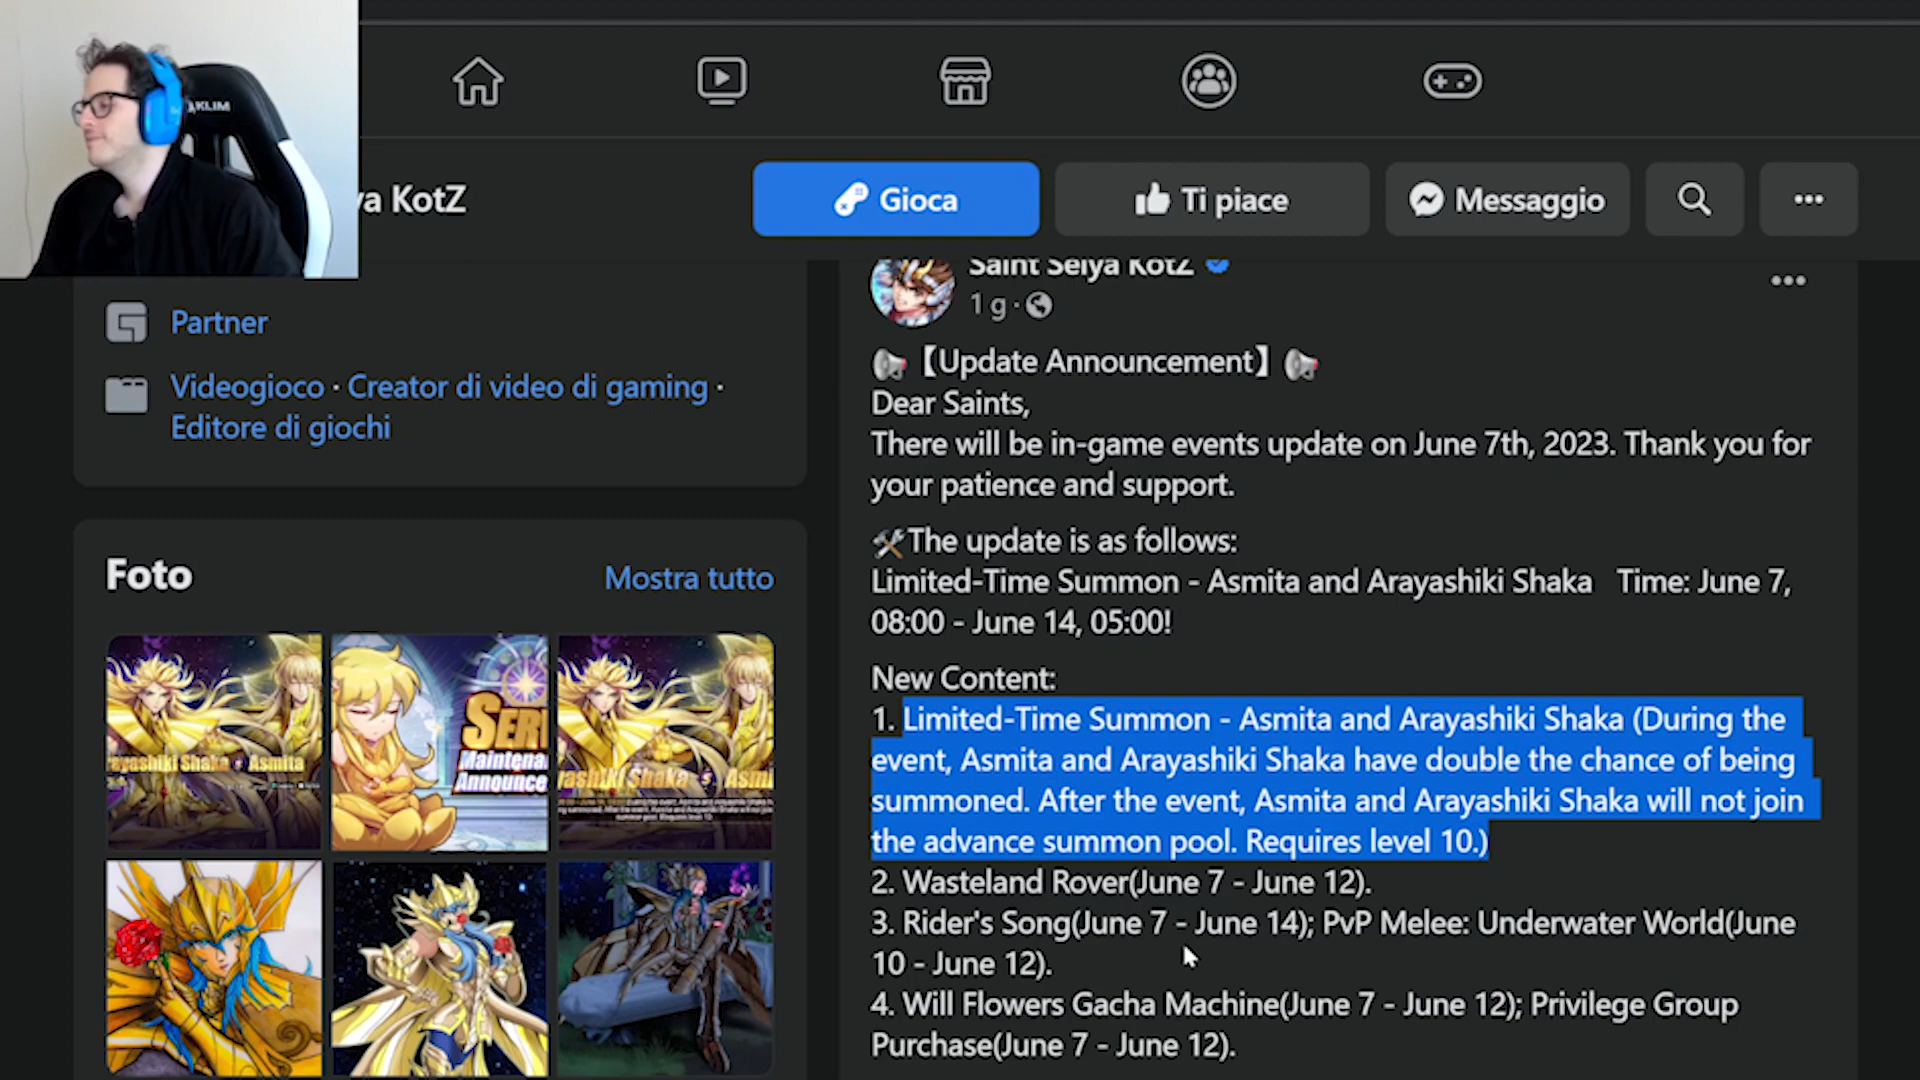 KLIM
ya KotZ
Gioca
Ti piace
Messaggio
Partner
Videogioco · Creator di video di gaming ·
Editore di giochi
Foto
Mostra tutto
Arayashiki Shaka Asmita
Maintena
Announce
Saint Seiya KotZ
1 g ·
【Update Announcement】
Dear Saints,
There will be in-game events update on June 7th, 2023. Thank you for
your patience and support.
The update is as follows:
Limited-Time Summon - Asmita and Arayashiki Shaka Time: June 7,
08:00 - June 14, 05:00!
New Content:
1. Limited-Time Summon - Asmita and Arayashiki Shaka (During the
event, Asmita and Arayashiki Shaka have double the chance of being
summoned. After the event, Asmita and Arayashiki Shaka will not join
the advance summon pool. Requires level 10.)
2. Wasteland Rover(June 7 - June 12).
3. Rider's Song(June 7 - June 14); PvP Melee: Underwater World(June
10 - June 12).
4. Will Flowers Gacha Machine(June 7 - June 12); Privilege Group
Purchase(June 7 - June 12).